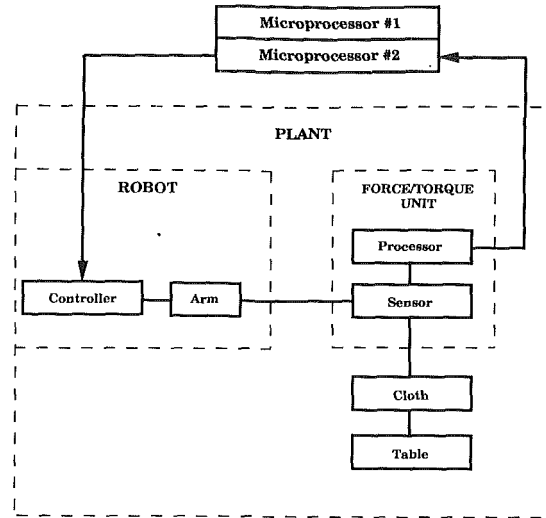 Microprocessor #1
Microprocessor #2
PLANT
ROBOT
FORCE/TORQUE
UNIT
Processor
Controller
Arm
Sensor
Cloth
Table